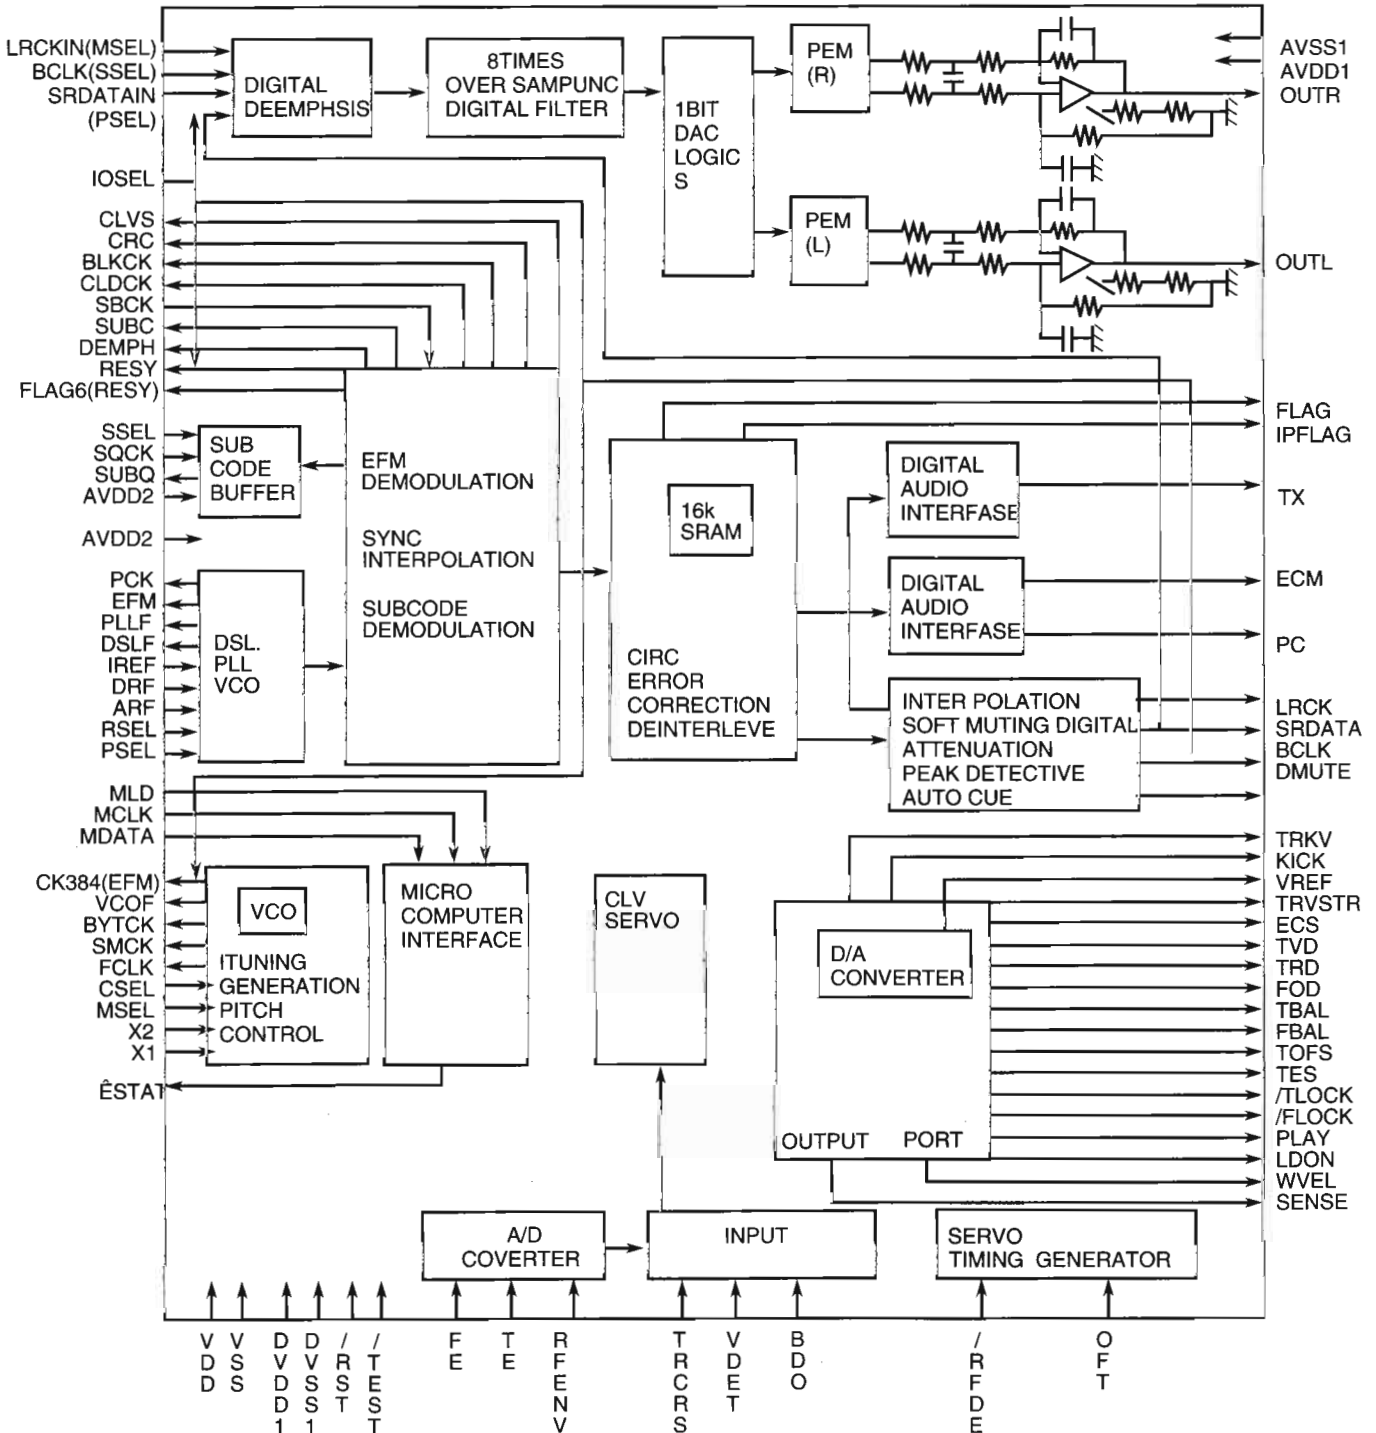 LRCKIN(MSEL)
BCLK(SSEL)
SRDATAIN
(PSEL)
IOSEL
CLVS
CRC
BLKCK
CLDCK
SBCK
SUBC
DEMPH
RESY
FLAG6(RESY)
SSEL
SQCK
SUBQ
AVDD2
AVDD2
PCK
EFM
PLLF
DSLF
IREF
DRF
ARF
RSEL
PSEL
MLD
MCLK
MDATA
CK384(EFM)
VCOF
BYTCK
SMCK
FCLK
CSEL
MSEL
X2
X1
ÊSTAT
DIGITAL
DEEMPHSIS
8TIMES
OVER SAMPUNC
DIGITAL FILTER
1BIT
DAC
LOGIC
S
PEM
(R)
PEM
(L)
AVSS1
AVDD1
OUTR
OUTL
SUB
CODE
BUFFER
EFM
DEMODULATION
SYNC
INTERPOLATION
SUBCODE
DEMODULATION
DSL.
PLL
VCO
16k
SRAM
CIRC
ERROR
CORRECTION
DEINTERLEVE
DIGITAL
AUDIO
INTERFASE
DIGITAL
AUDIO
INTERFASE
INTER POLATION
SOFT MUTING DIGITAL
ATTENUATION
PEAK DETECTIVE
AUTO CUE
FLAG
IPFLAG
TX
ECM
PC
LRCK
SRDATA
BCLK
DMUTE
VCO
ITUNING
GENERATION
PITCH
CONTROL
MICRO
COMPUTER
INTERFACE
CLV
SERVO
D/A
CONVERTER
OUTPUT PORT
TRKV
KICK
VREF
TRVSTR
ECS
TVD
TRD
FOD
TBAL
FBAL
TOFS
TES
/TLOCK
/FLOCK
PLAY
LDON
WVEL
SENSE
A/D
COVERTER
INPUT
SERVO
TIMING GENERATOR
VDD
VSS
DVDD1
DVSS1
/RST
/TEST
FE
TE
RFENV
TRCRS
VDET
BDO
/RFDE
OFT